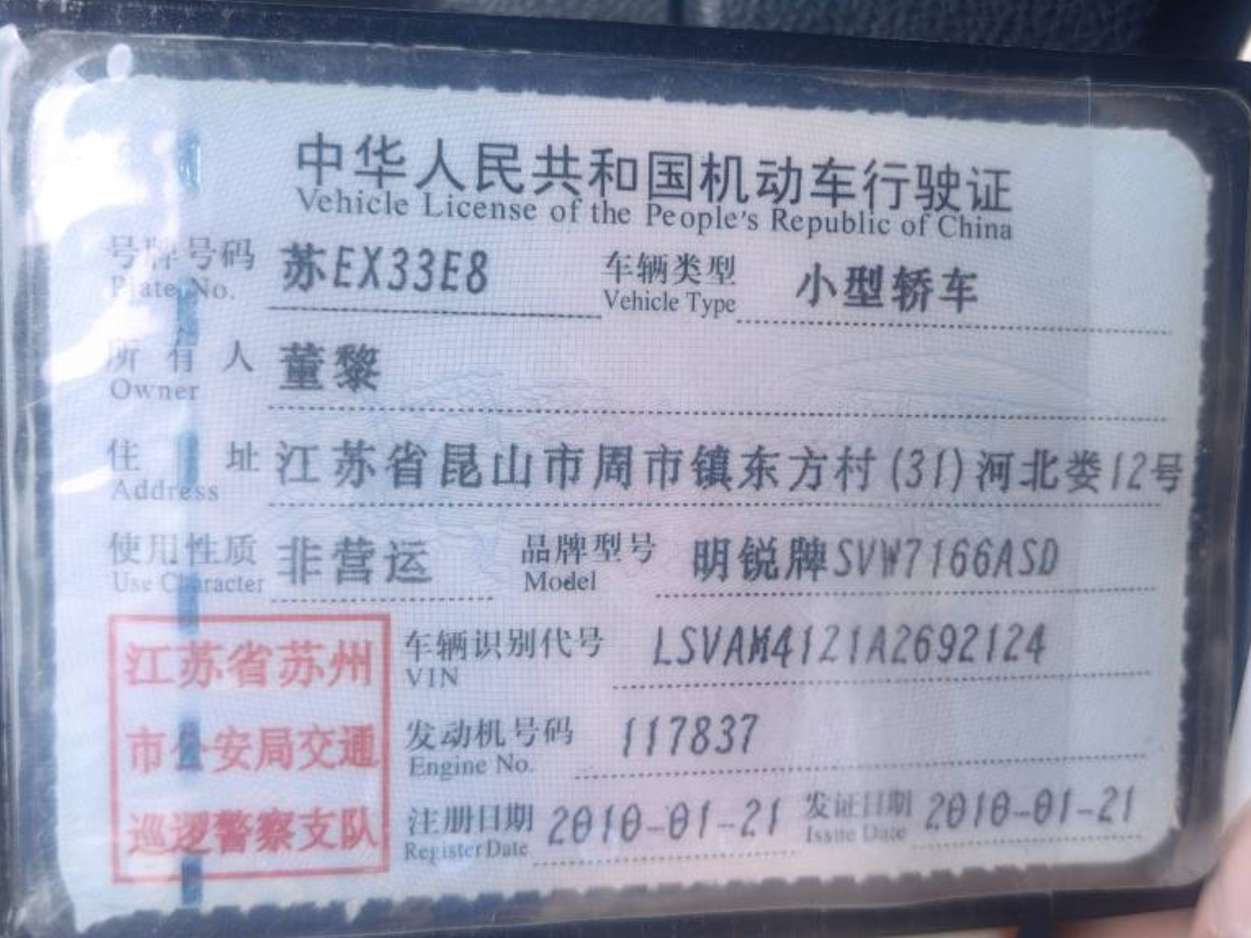 中华人民共和国机动车行驶证
Vehicle License of the People's Republic of China
号牌号码 苏EX33E8 车辆类型 小型轿车
Plate No. Vehicle Type
所有人 董黎
Owner
住址 江苏省昆山市周市镇东方村(31)河北娄12号
Address
使用性质 非营运 品牌型号 明锐牌SVW7166ASD
Use Character Model
江苏省苏州
市公安局交通
巡逻警察支队
车辆识别代号 LSVAM4121A2692124
VIN
发动机号码 117837
Engine No.
注册日期 2010-01-21 发证日期 2010-01-21
Register Date Issue Date